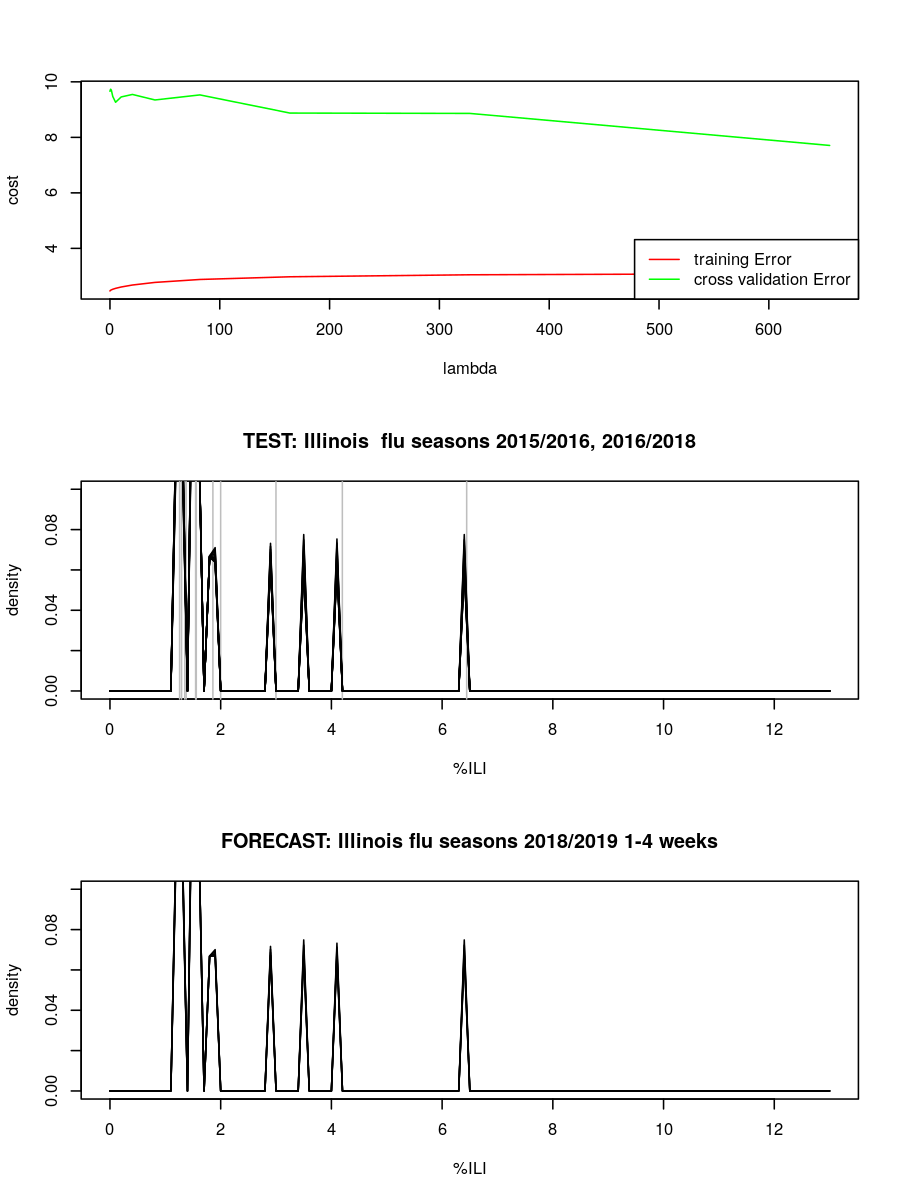 10
8
6
4
cost
training Error
cross validation Error
0 100 200 300 400 500 600
lambda
TEST: Illinois  flu seasons 2015/2016, 2016/2018
0.08
0.04
0.00
density
0 2 4 6 8 10 12
%ILI
FORECAST: Illinois flu seasons 2018/2019 1-4 weeks
0.08
0.04
0.00
density
0 2 4 6 8 10 12
%ILI